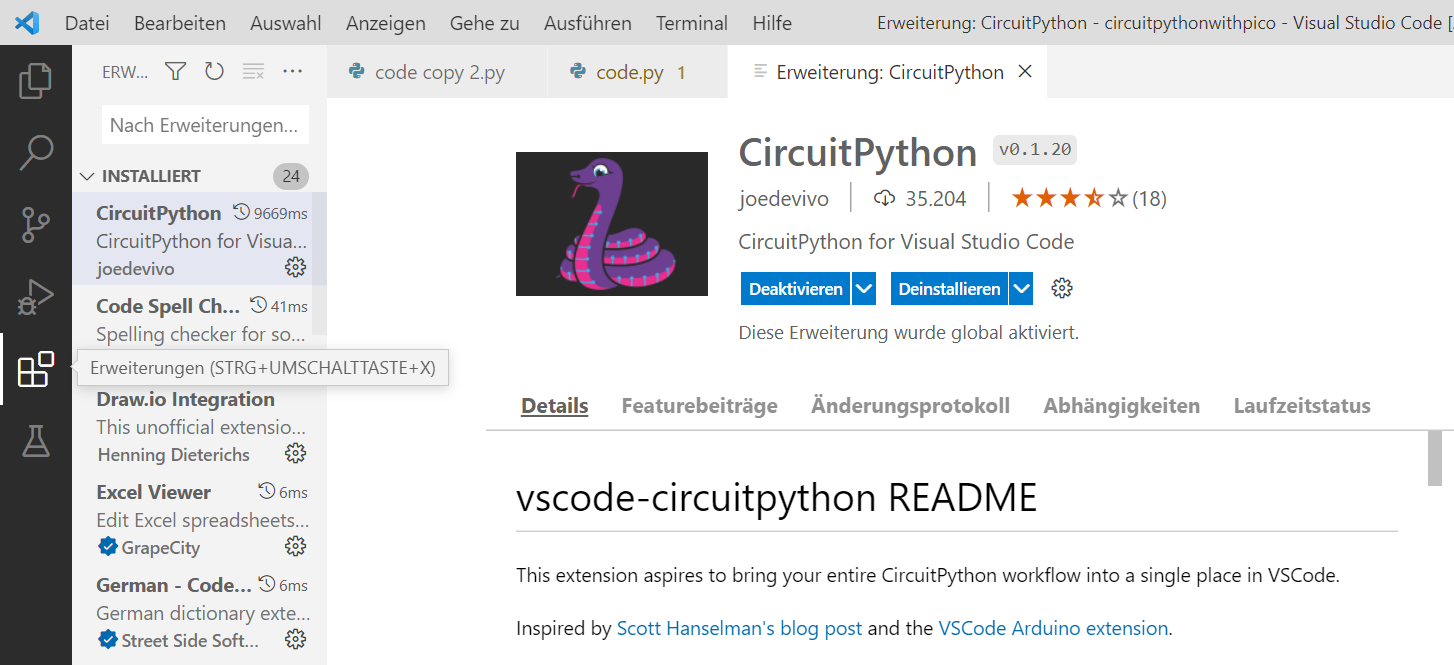 Datei Bearbeiten Auswahl Anzeigen Gehe zu Ausführen Terminal Hilfe Erweiterung: CircuitPython - circuitpythonwithpico - Visual Studio Code [
ERW... ···
code copy 2.py code.py 1 Erweiterung: CircuitPython
Nach Erweiterungen...
INSTALLIERT 24
CircuitPython 9669ms
CircuitPython for Visua...
joedevivo
Code Spell Ch... 41ms
Spelling checker for so...
Erweiterungen (STRG+UMSCHALTTASTE+X)
Draw.io Integration
This unofficial extensio...
Henning Dieterichs
Excel Viewer 6ms
Edit Excel spreadsheets...
GrapeCity
German - Code... 6ms
German dictionary exte...
Street Side Soft...
CircuitPython v0.1.20
joedevivo 35.204 (18)
CircuitPython for Visual Studio Code
Deaktivieren Deinstallieren
Diese Erweiterung wurde global aktiviert.
Details Featurebeiträge Änderungsprotokoll Abhängigkeiten Laufzeitstatus
vscode-circuitpython README
This extension aspires to bring your entire CircuitPython workflow into a single place in VSCode.
Inspired by Scott Hanselman's blog post and the VSCode Arduino extension.